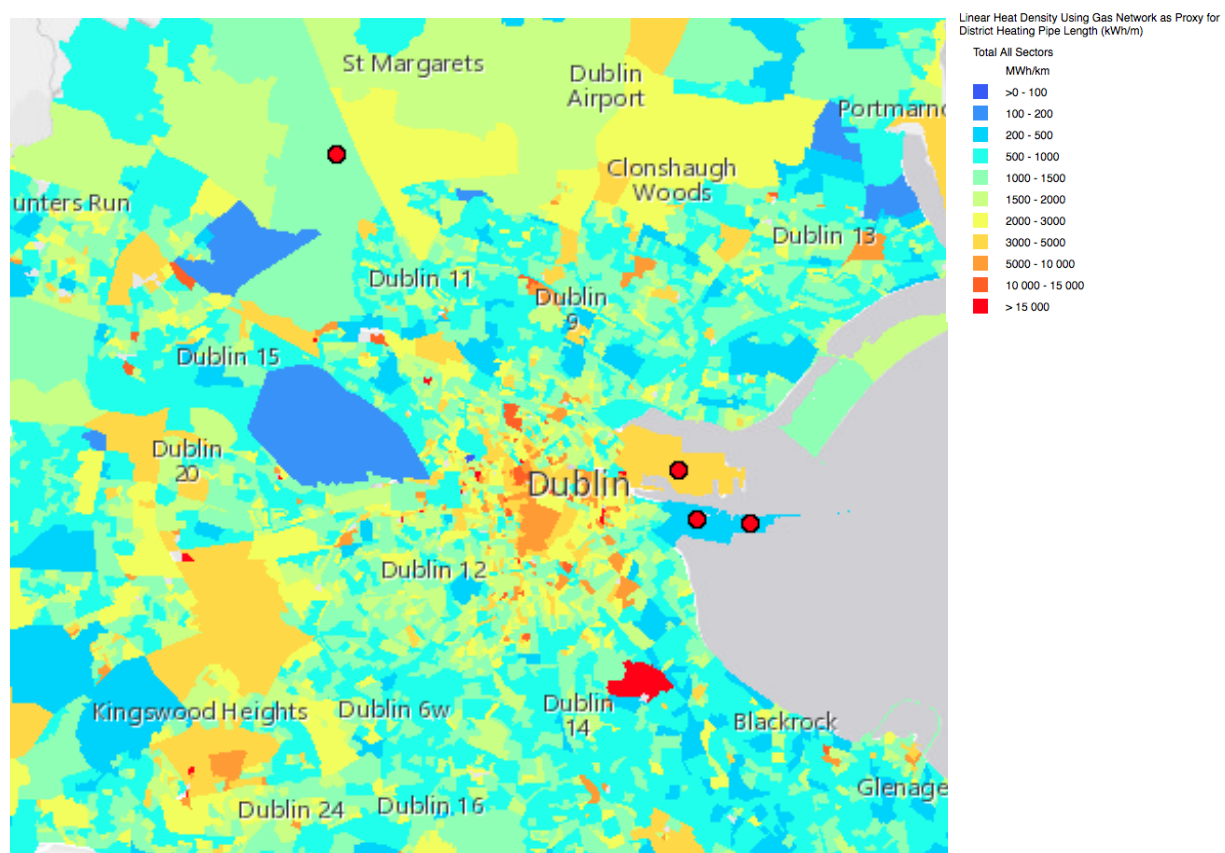 Linear Heat Density Using Gas Network as Proxy for
District Heating Pipe Length (kWh/m)
Total All Sectors
MWh/km
>0 - 100
100 - 200
200 - 500
500 - 1000
1000 - 1500
1500 - 2000
2000 - 3000
3000 - 5000
5000 - 10 000
10 000 - 15 000
> 15 000
St Margarets
Dublin
Airport
Portmarno
Clonshaugh
Woods
unters Run
Dublin 13
Dublin 11
Dublin
9
Dublin 15
Dublin
20
Dublin
Dublin 12
Kingswood Heights
Dublin 6w
Dublin
14
Blackrock
Glenage
Dublin 24
Dublin 16